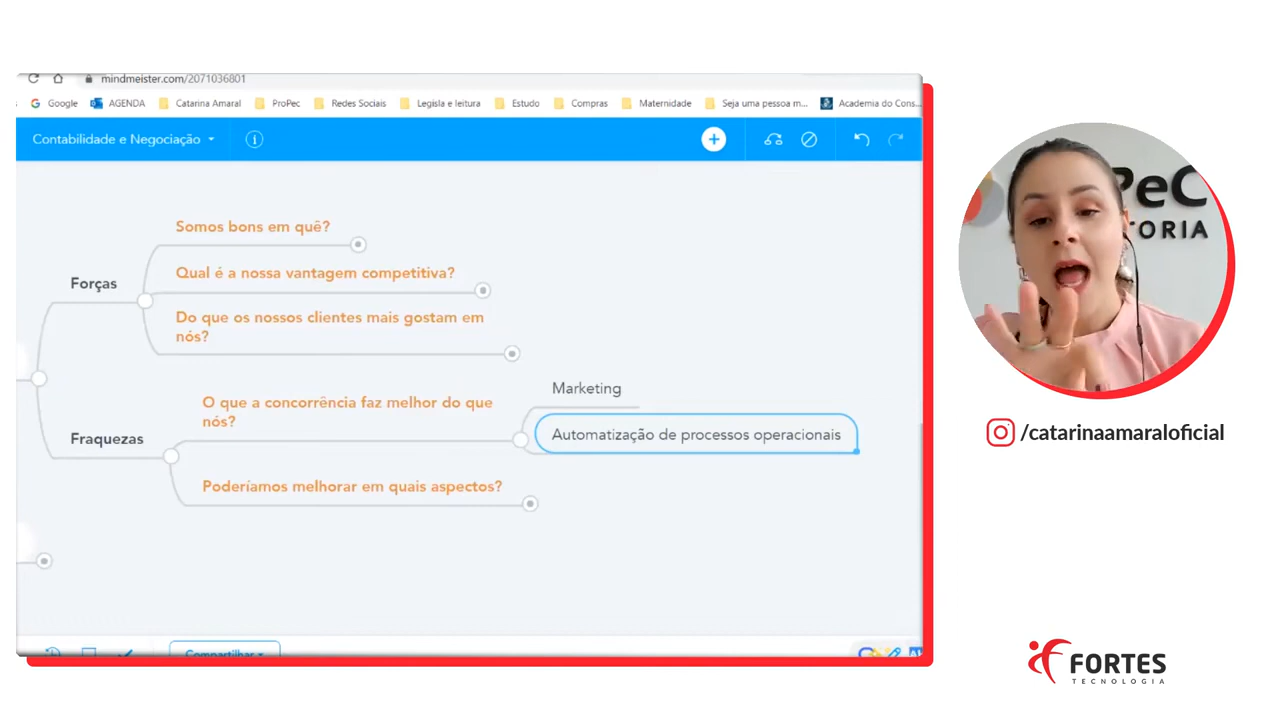 mindmeister.com/2071036801
Google AGENDA Catarina Amaral ProPec Redes Sociais Legisla e leitura Estudo Compras Maternidade Seja uma pessoa m... Academia do Cons...
Contabilidade e Negociação
Somos bons em quê?
Qual é a nossa vantagem competitiva?
Forças
Do que os nossos clientes mais gostam em
nós?
Marketing
O que a concorrência faz melhor do que
nós?
Automatização de processos operacionais
Fraquezas
Poderíamos melhorar em quais aspectos?
Compartilhar
PeC
TORIA
/catarinaamaraloficial
FORTES
TECNOLOGIA